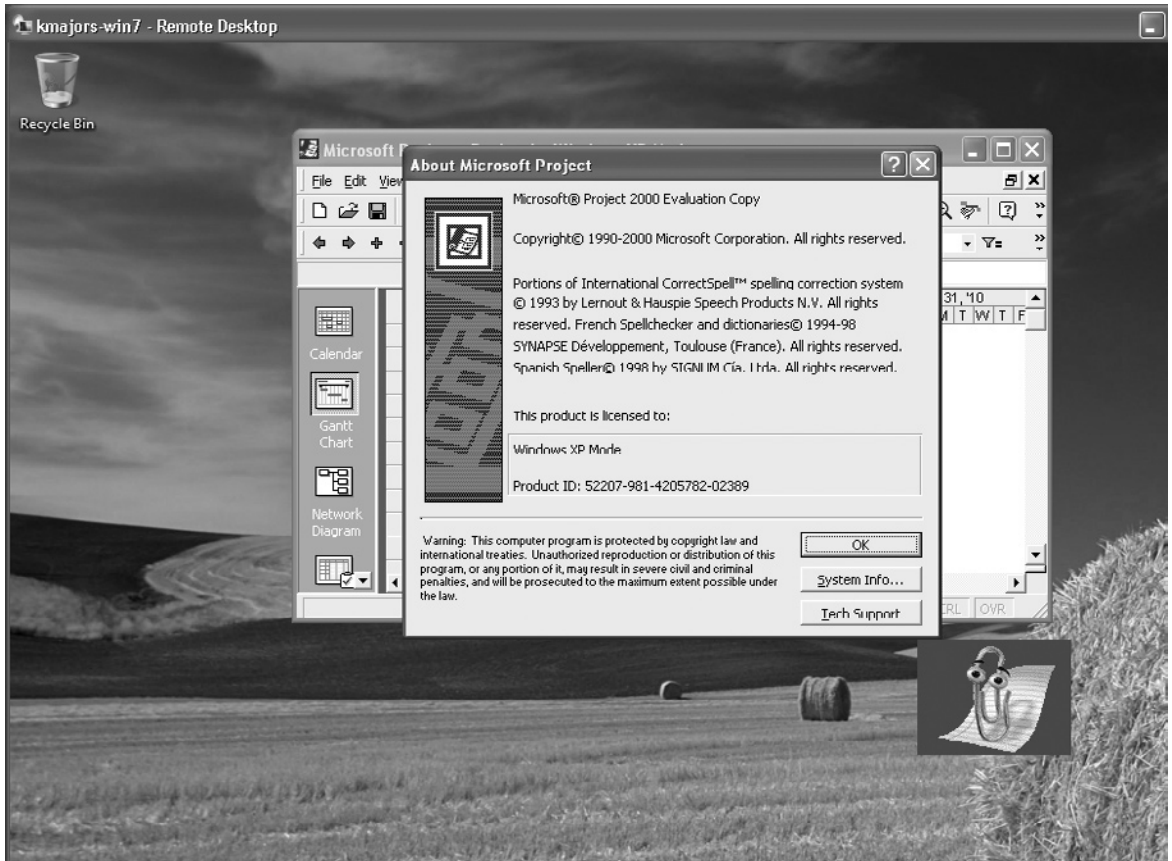 kmajors-win7 - Remote Desktop
Recycle Bin
Microsoft
About Microsoft Project
File Edit View
Microsoft® Project 2000 Evaluation Copy
Copyright© 1990-2000 Microsoft Corporation. All rights reserved.
Portions of International CorrectSpell™ spelling correction system
© 1993 by Lernout & Hauspie Speech Products N.V. All rights
reserved. French Spellchecker and dictionaries© 1994-98
SYNAPSE Développement, Toulouse (France). All rights reserved.
Spanish Speller© 1998 by SIGNUM Cía. Ltda. All rights reserved.
31, '10
M T W T F
Calendar
Gantt
Chart
Network
Diagram
This product is licensed to:
Windows XP Mode
Product ID: 52207-981-4205782-02389
Warning: This computer program is protected by copyright law and
international treaties. Unauthorized reproduction or distribution of this
program, or any portion of it, may result in severe civil and criminal
penalties, and will be prosecuted to the maximum extent possible under
the law.
OK
System Info...
Tech Support
OVR